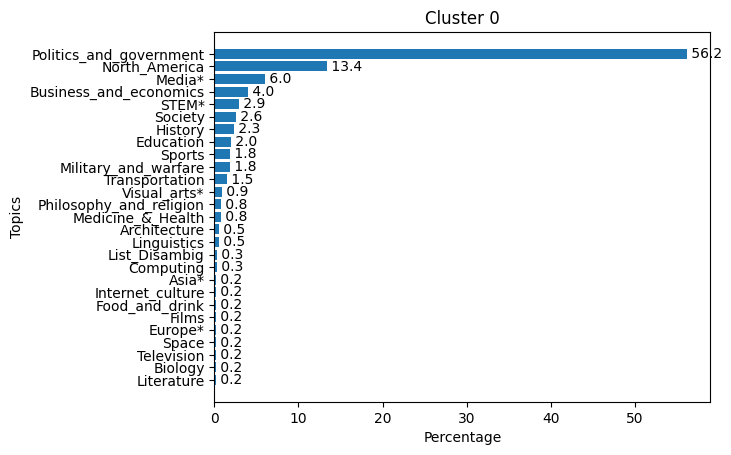 Cluster 0
Topics
Politics_and_government 56.2
North_America 13.4
Media* 6.0
Business_and_economics 4.0
STEM* 2.9
Society 2.6
History 2.3
Education 2.0
Sports 1.8
Military_and_warfare 1.8
Transportation 1.5
Visual_arts* 0.9
Philosophy_and_religion 0.8
Medicine_&_Health 0.8
Architecture 0.5
Linguistics 0.5
List_Disambig 0.3
Computing 0.3
Asia* 0.2
Internet_culture 0.2
Food_and_drink 0.2
Films 0.2
Europe* 0.2
Space 0.2
Television 0.2
Biology 0.2
Literature 0.2
0 10 20 30 40 50
Percentage